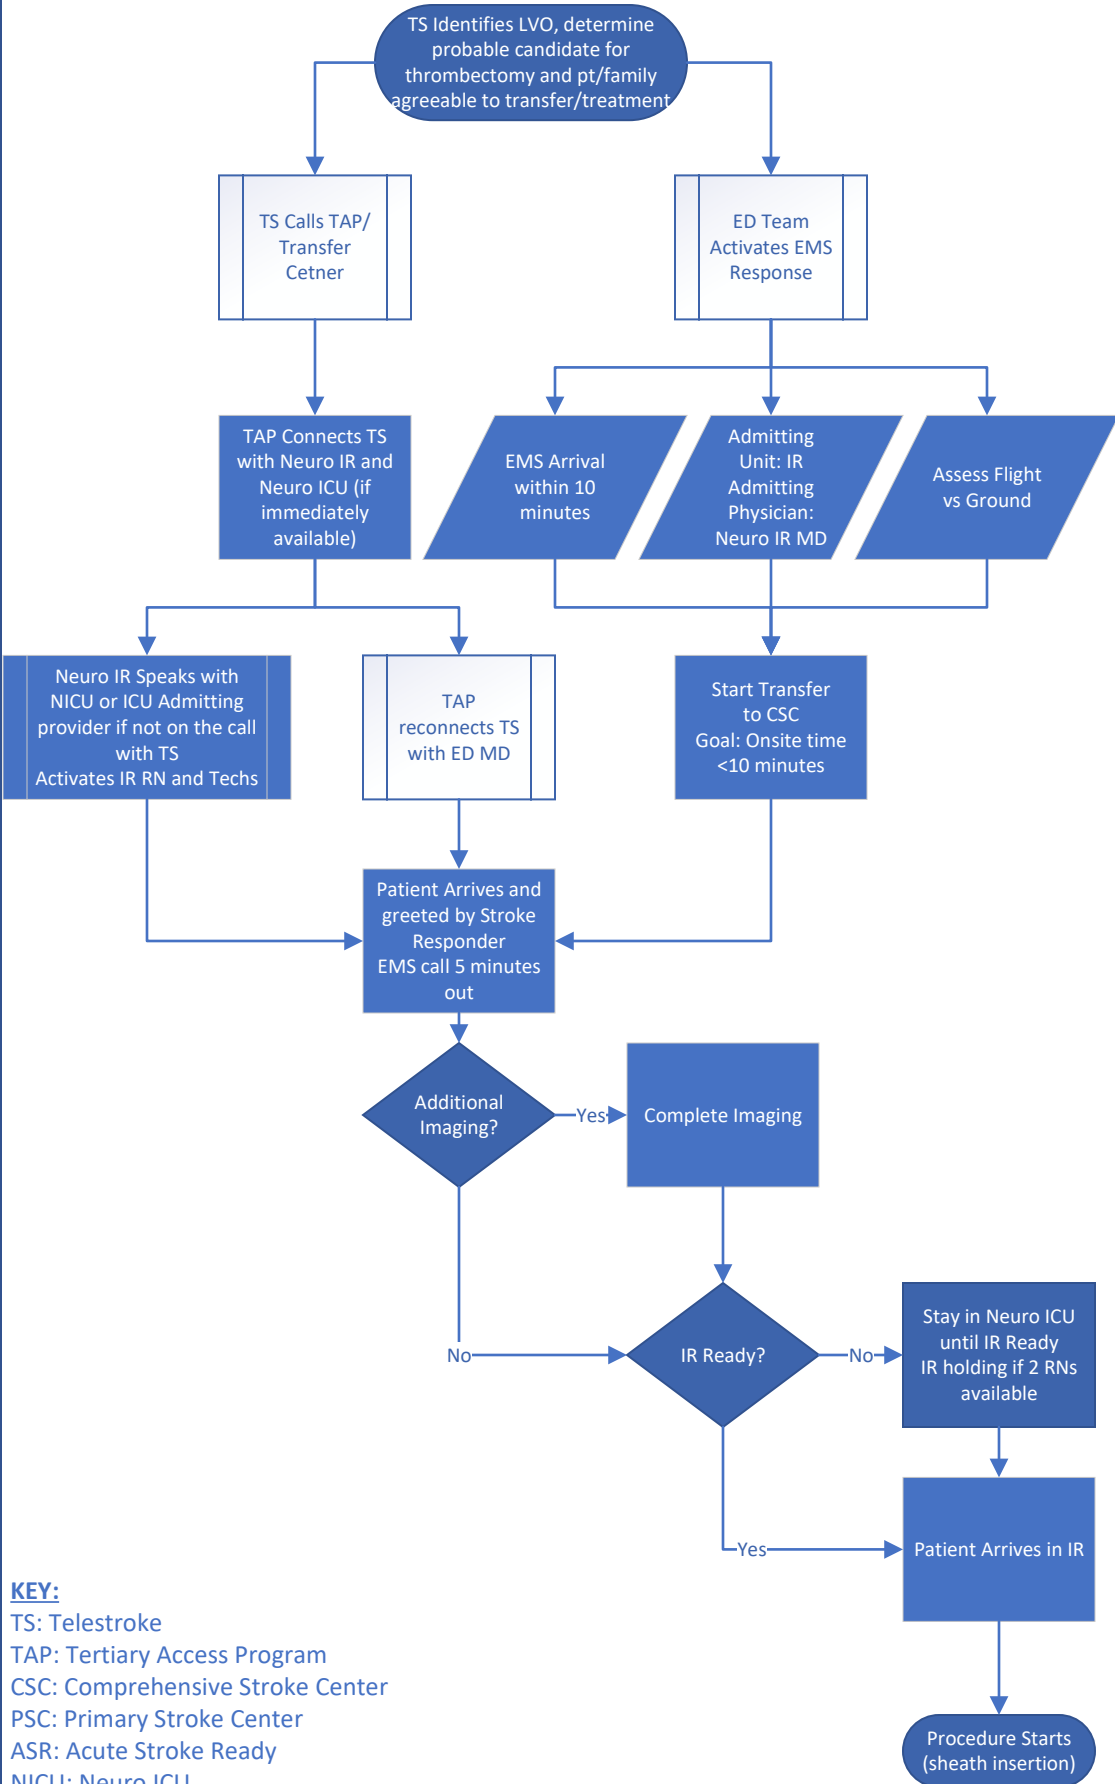 TS Identifies LVO, determine
probable candidate for
thrombectomy and pt/family
agreeable to transfer/treatment
TS Calls TAP/
Transfer
Cetner
ED Team
Activates EMS
Response
TAP Connects TS
with Neuro IR and
Neuro ICU (if
immediately
available)
EMS Arrival
within 10
minutes
Admitting
Unit: IR
Admitting
Physician:
Neuro IR MD
Assess Flight
vs Ground
Neuro IR Speaks with
NICU or ICU Admitting
provider if not on the call
with TS
Activates IR RN and Techs
TAP
reconnects TS
with ED MD
Start Transfer
to CSC
Goal: Onsite time
<10 minutes
Patient Arrives and
greeted by Stroke
Responder
EMS call 5 minutes
out
Additional
Imaging?
Yes
Complete Imaging
No
IR Ready?
No
Stay in Neuro ICU
until IR Ready
IR holding if 2 RNs
available
Yes
Patient Arrives in IR
Procedure Starts
(sheath insertion)
KEY:
TS: Telestroke
TAP: Tertiary Access Program
CSC: Comprehensive Stroke Center
PSC: Primary Stroke Center
ASR: Acute Stroke Ready
NICU: Neuro ICU